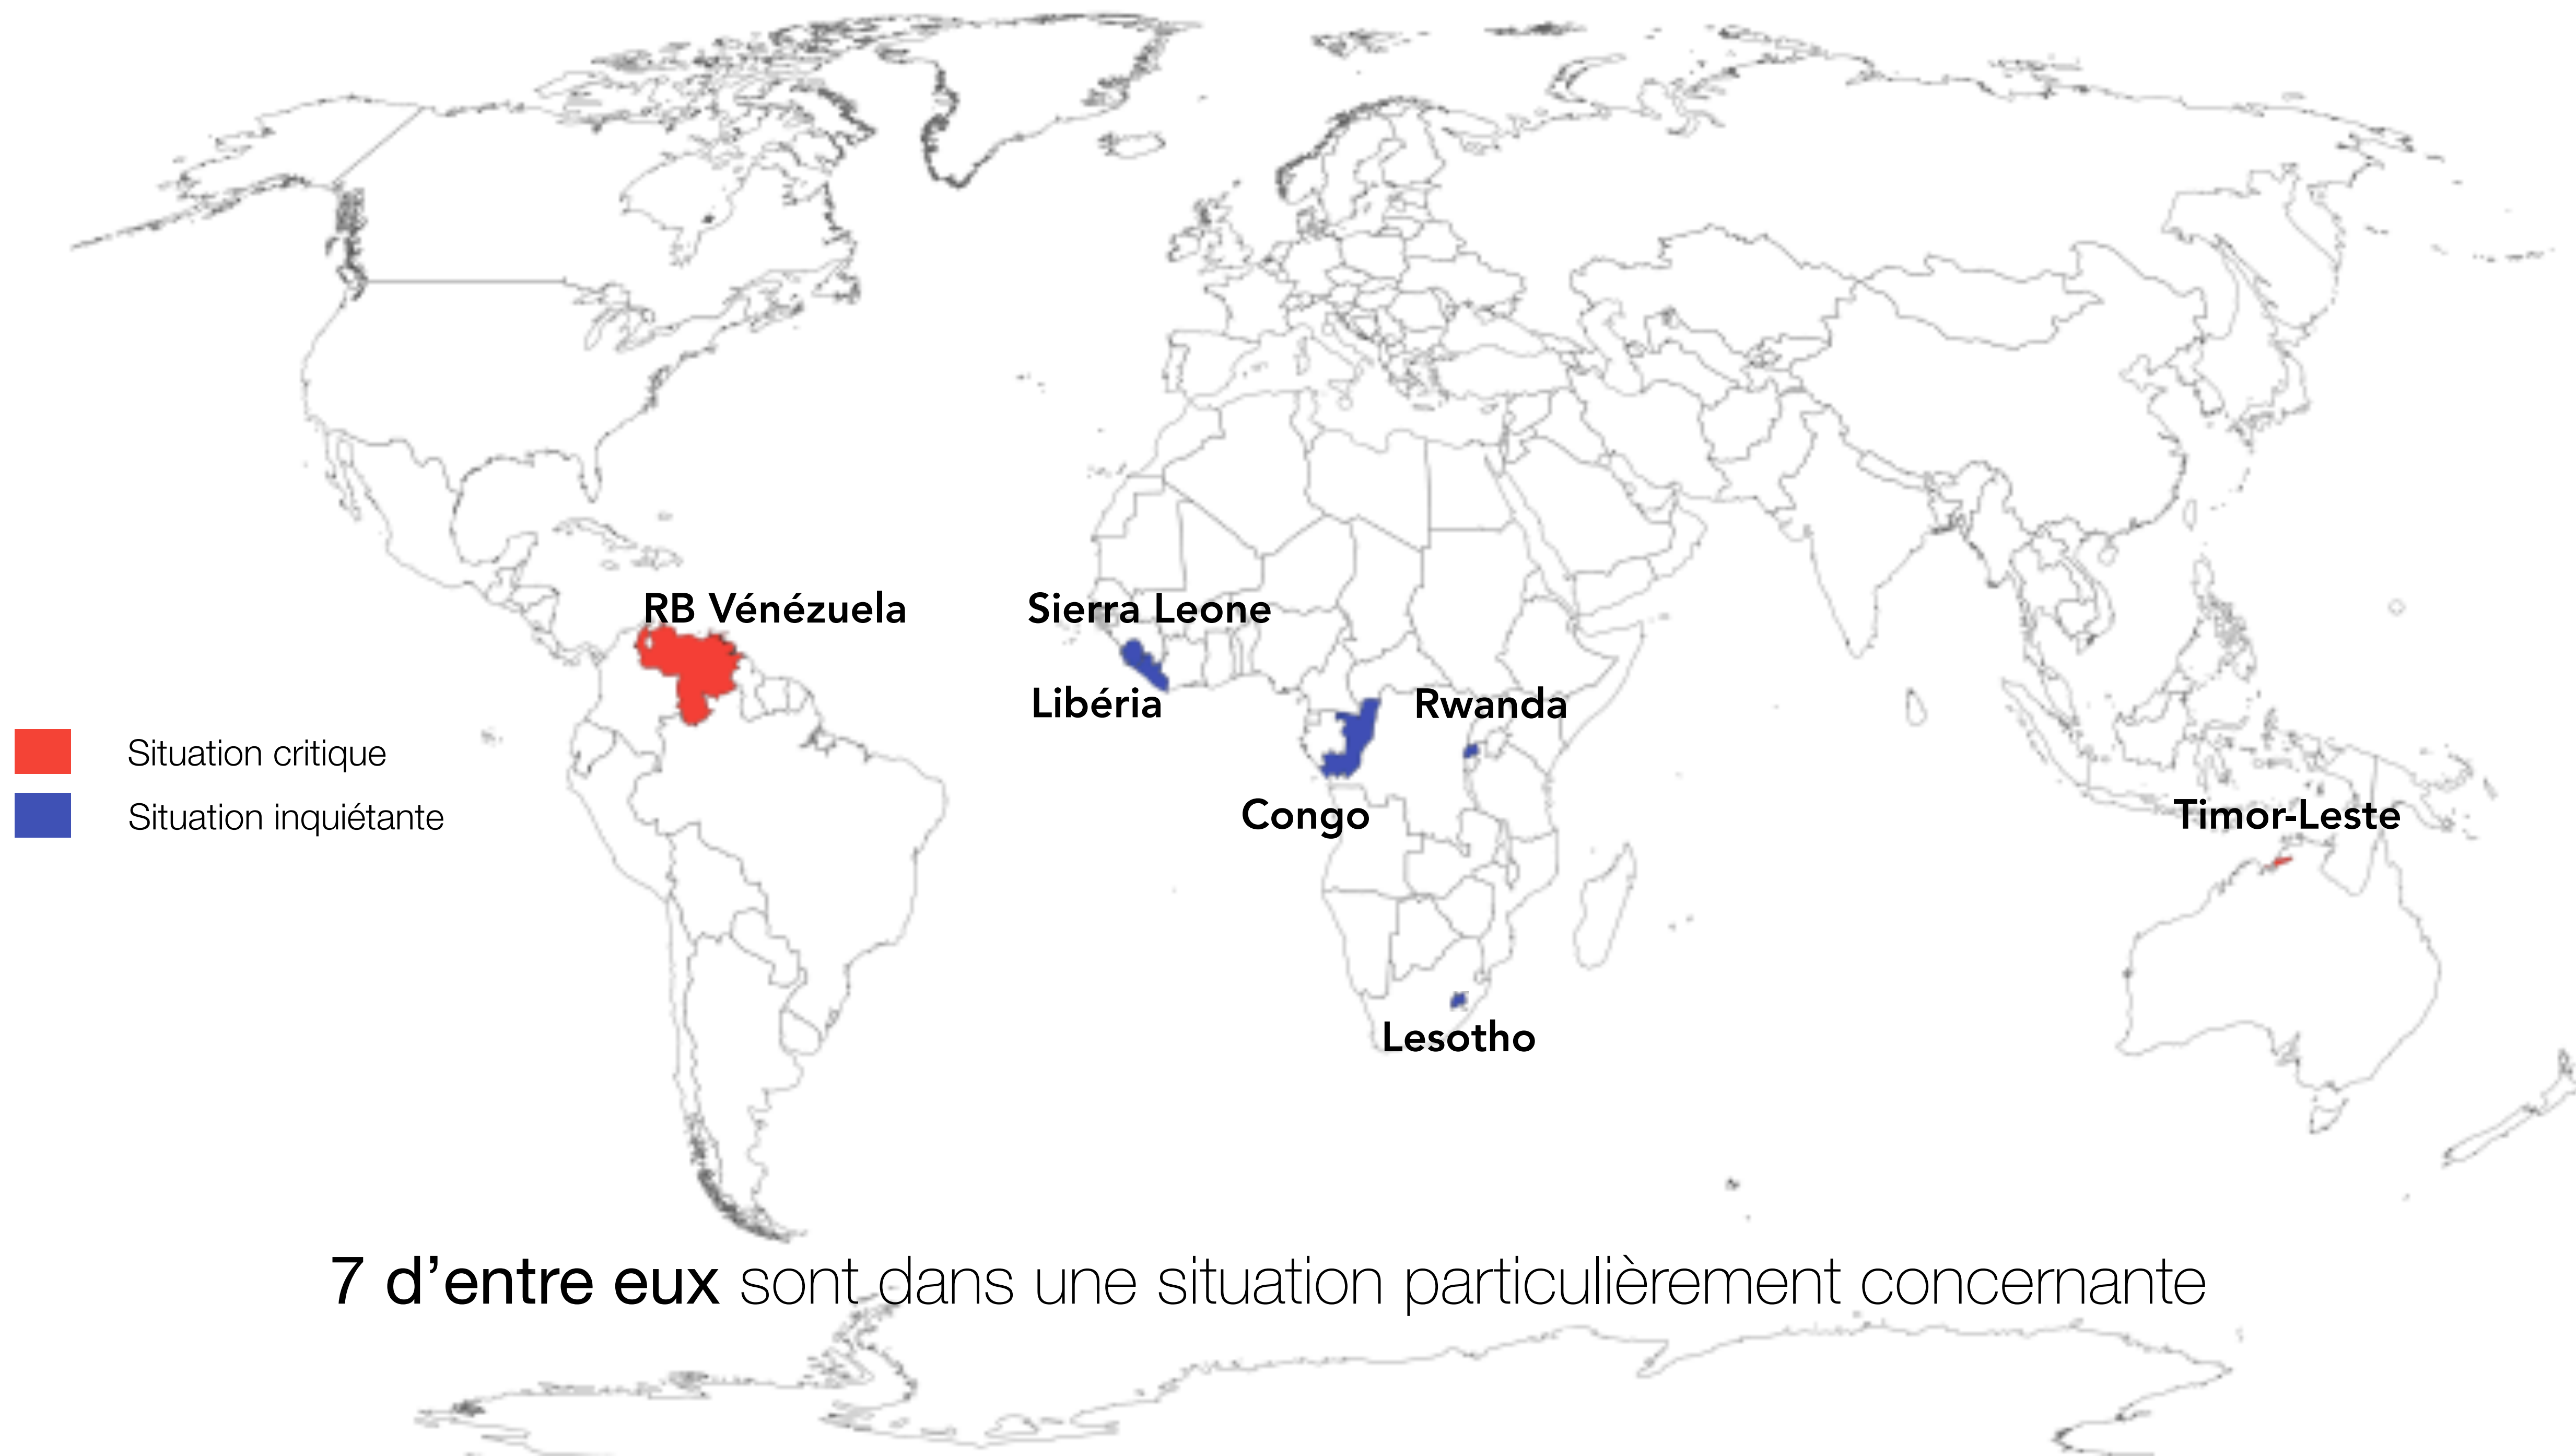 RB Vénézuela
Sierra Leone
Libéria
Rwanda
Situation critique
Situation inquiétante
Congo
Timor-Leste
Lesotho
7 d’entre eux sont dans une situation particulièrement concernante